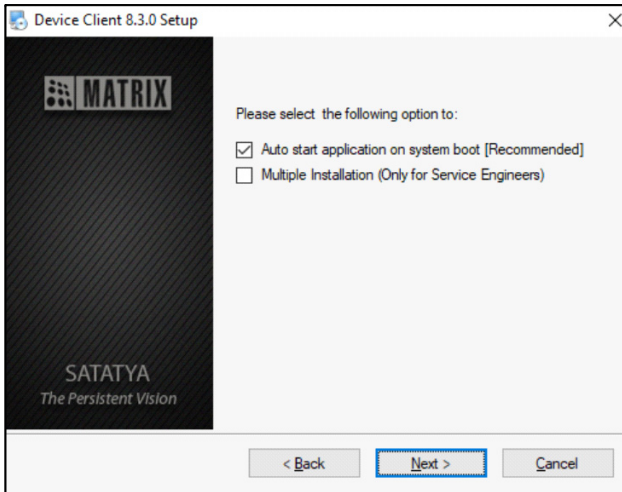 Device Client 8.3.0 Setup
MATRIX
Please select the following option to:
Auto start application on system boot [Recommended]
Multiple Installation (Only for Service Engineers)
SATATYA
The Persistent Vision
< Back
Next >
Cancel